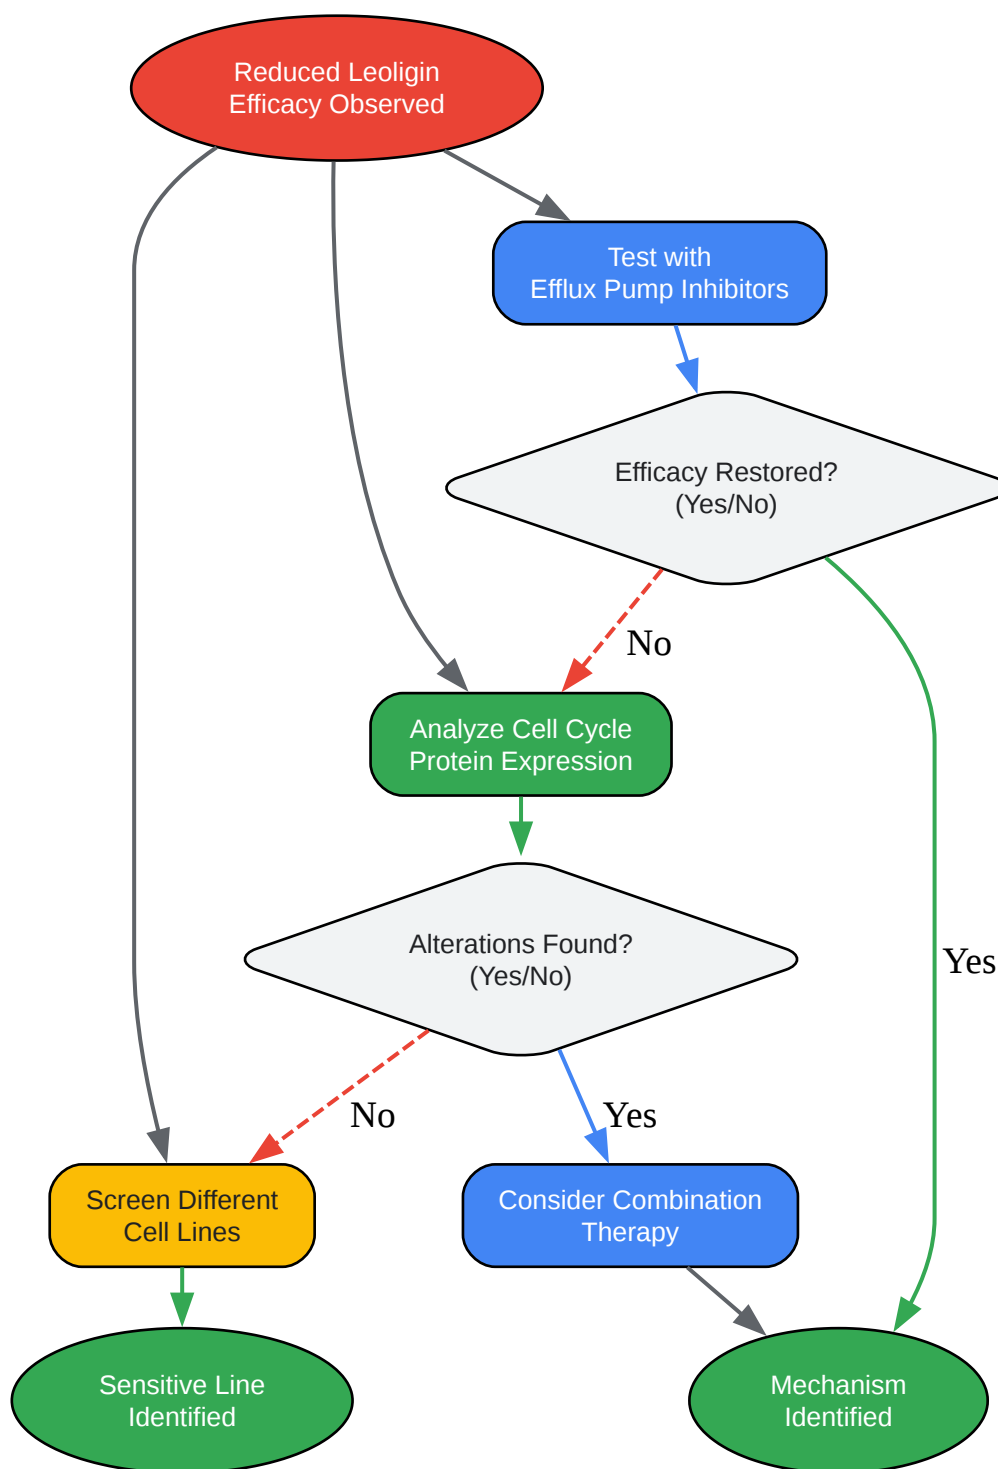 Reduced Leoligin
Efficacy Observed
Test with
Efflux Pump Inhibitors
Efficacy Restored?
(Yes/No)
No
Analyze Cell Cycle
Protein Expression
Alterations Found?
(Yes/No)
Yes
No
Yes
Screen Different
Cell Lines
Consider Combination
Therapy
Sensitive Line
Identified
Mechanism
Identified